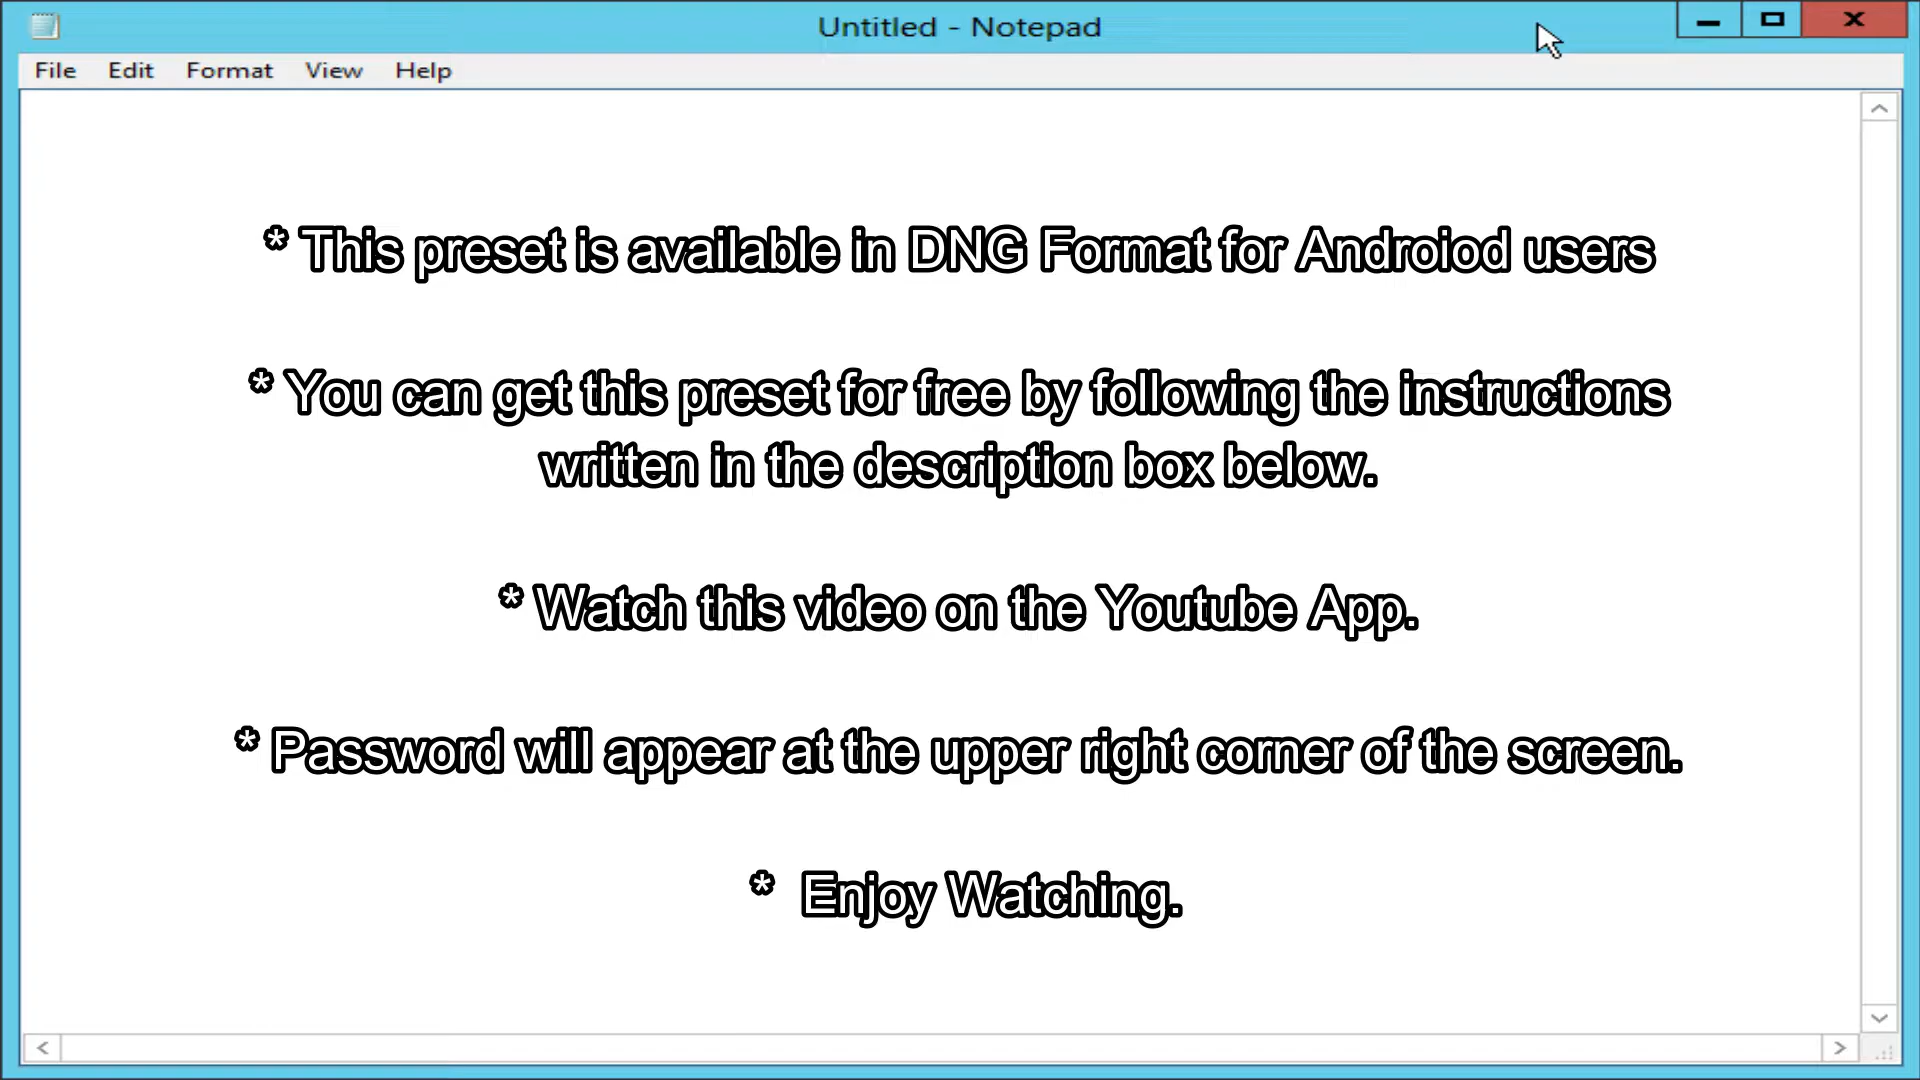 Untitled - Notepad
File Edit Format View Help
* This preset is available in DNG Format for Androiod users
* You can get this preset for free by following the instructions
written in the description box below.
* Watch this video on the Youtube App.
* Password will appear at the upper right corner of the screen.
* Enjoy Watching.